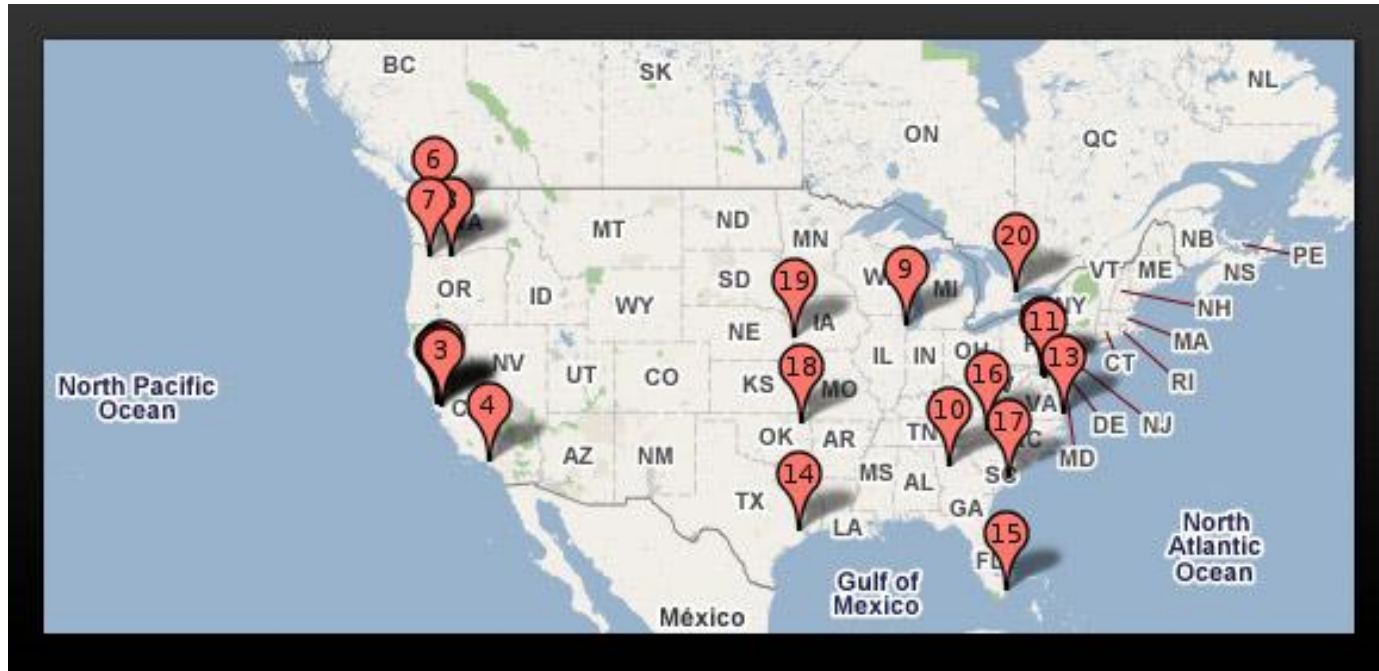 BC
SK
NL
ON
QC
6
7
MT
ND
MN
20
NB
PE
NS
VT
ME
9
MI
SD
19
OR
ID
WY
NH
11
NY
MA
NE
IA
3
NV
UT
CO
KS
18
MO
IL
IN
OH
13
CT
RI
North Pacific
Ocean
4
16
VA
DE
NJ
10
TN
17
AZ
NM
OK
AR
MD
MS
AL
SC
14
TX
GA
LA
15
North
Atlantic
Ocean
Gulf of
Mexico
México